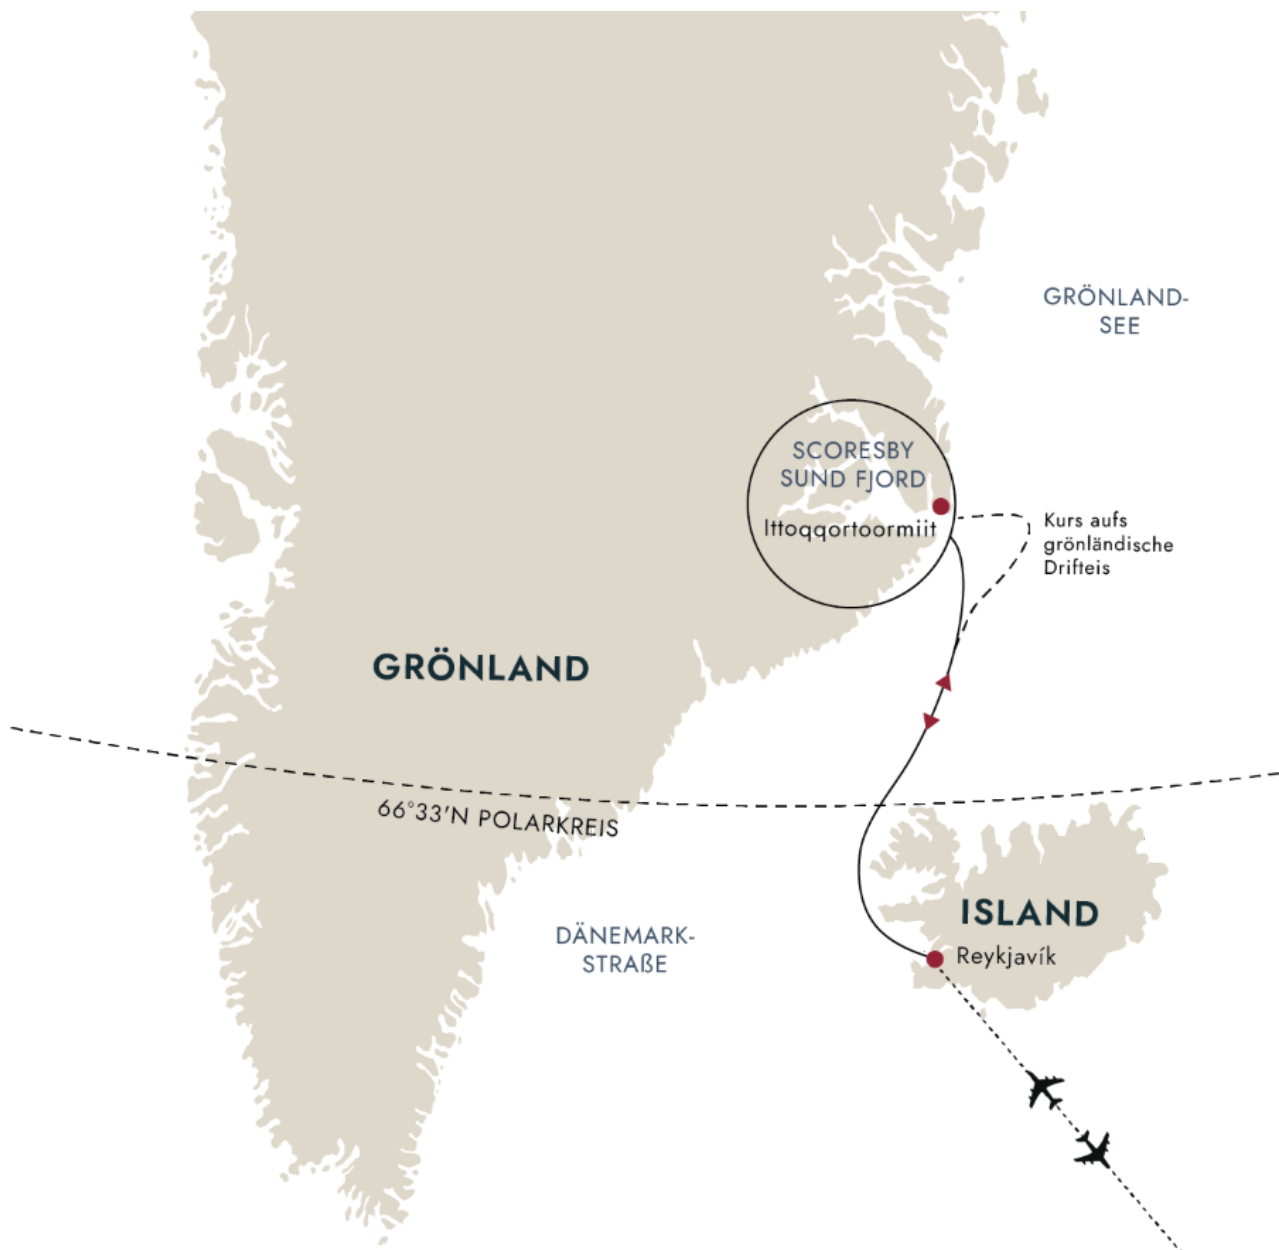 GRÖNLAND-
SEE
SCORESBY
SUND FJORD
Ittoqqortoormiit
Kurs aufs
grönländische
Drifteis
GRÖNLAND
66°33'N POLARKREIS
ISLAND
DÄNEMARK-
STRAßE
Reykjavík